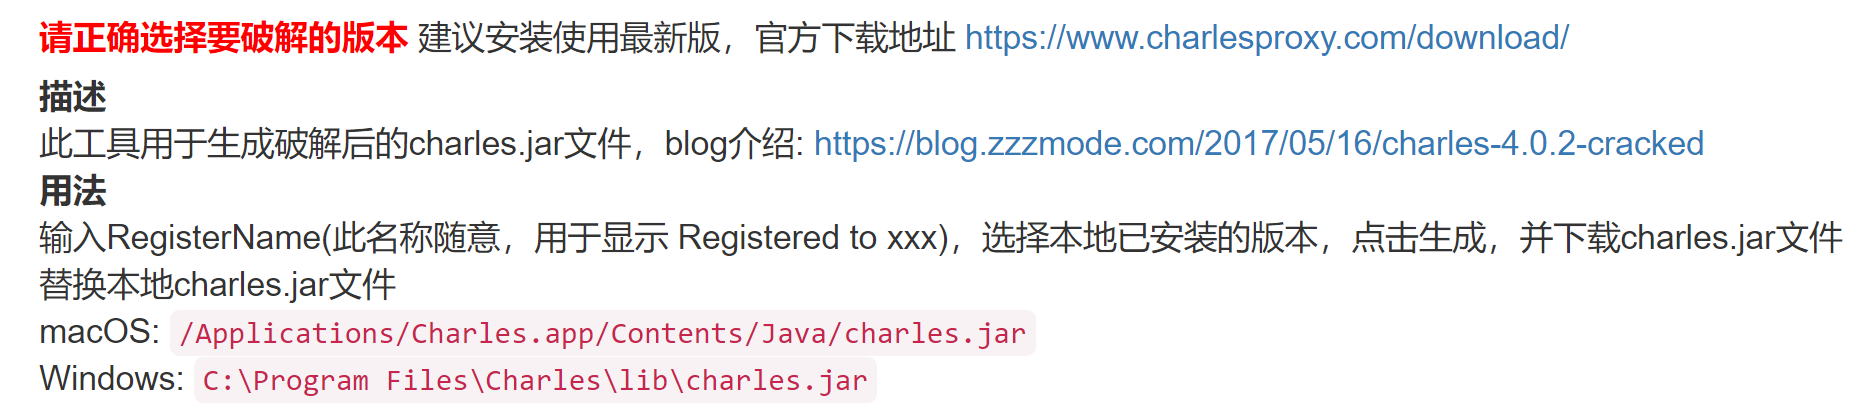 请正确选择要破解的版本 建议安装使用最新版，官方下载地址 https://www.charlesproxy.com/download/
描述
此工具用于生成破解后的charles.jar文件，blog介绍: https://blog.zzzmode.com/2017/05/16/charles-4.0.2-cracked
用法
输入RegisterName(此名称随意，用于显示 Registered to xxx)，选择本地已安装的版本，点击生成，并下载charles.jar文件
替换本地charles.jar文件
macOS: /Applications/Charles.app/Contents/Java/charles.jar
Windows: C:\Program Files\Charles\lib\charles.jar